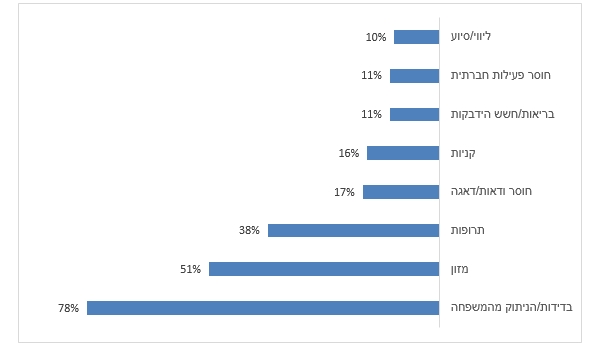 ליווי/סיוע 10%
חוסר פעילות חברתית 11%
בריאות/חשש הידבקות 11%
קניות 16%
חוסר ודאות/דאגה 17%
תרופות 38%
מזון 51%
בדידות/הניתוק מהמשפחה 78%